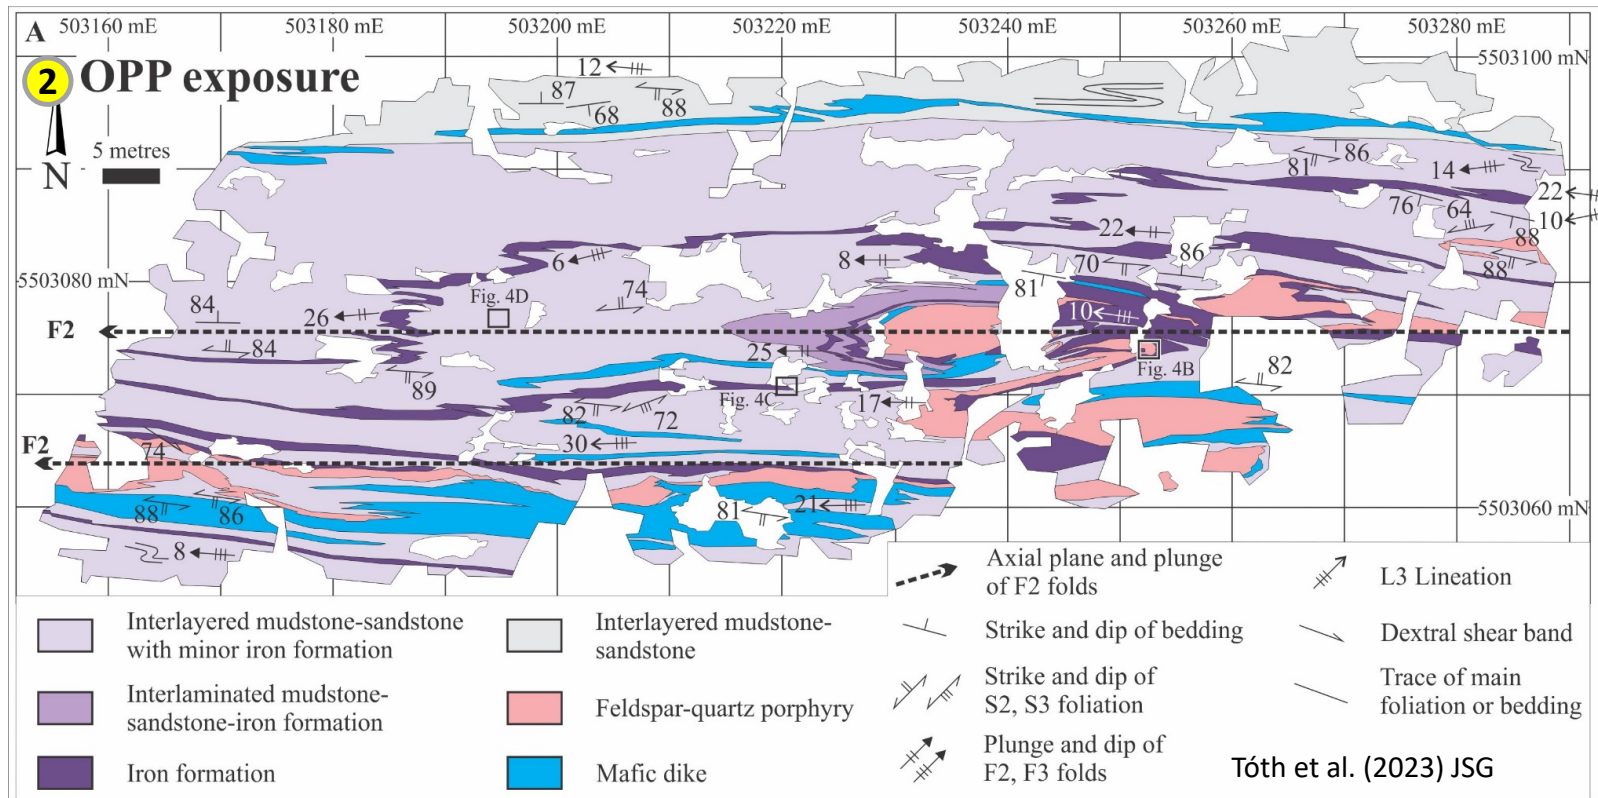 A
503160 mE 503180 mE 503200 mE 503220 mE 503240 mE 503260 mE 503280 mE
2 OPP exposure
5503100 mN
12
87
68
88
N
5 metres
81
86
14
22
76
64
10
88
22
86
88
6
8
70
81
5503080 mN
Fig. 4D
74
84
26
10
F2
84
25
Fig. 4B
82
89
Fig. 4C
17
82
72
30
74
F2
88
86
81
21
5503060 mN
8
Axial plane and plunge
of F2 folds
L3 Lineation
Interlayered mudstone-sandstone
with minor iron formation
Interlayered mudstone-
sandstone
Strike and dip of bedding
Dextral shear band
Interlaminated mudstone-
sandstone-iron formation
Feldspar-quartz porphyry
Strike and dip of
S2, S3 foliation
Trace of main
foliation or bedding
Iron formation
Mafic dike
Plunge and dip of
F2, F3 folds
Tóth et al. (2023) JSG